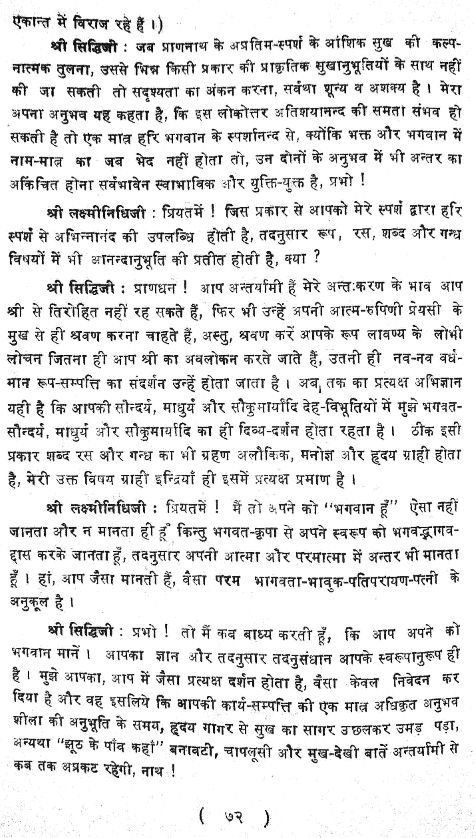 एकान्त में विराज रहे हैं ।)
श्री सिद्धिजी : जब प्राणनाथ के अप्रतिम-स्पर्श के आंशिक सुख की कल्प-
नात्मक तुलना, उससे भिन्न किसी प्रकार की प्राकृतिक सुखानुभूतियों के साथ नहीं
की जा सकती तो सदृश्यता का अंकन करना, सर्वथा शून्य व अशक्य है । मेरा
अपना अनुभव यह कहता है, कि इस लोकोत्तर अतिशयानन्द की समता संभव हो
सकती है तो एक मात्र हरि भगवान के स्पर्शानन्द से, क्योंकि भक्त और भगवान में
नाम-मात्र का जब भेद नहीं होता तो, उन दोनों के अनुभव में भी अन्तर का
अकिंचित होना सर्वभावेन स्वाभाविक और युक्ति-युक्त है, प्रभो !
श्री लक्ष्मीनिधिजी : प्रियतमे ! जिस प्रकार से आपको मेरे स्पर्श द्वारा हरि
स्पर्श से अभिन्नानंद की उपलब्धि होती है, तदनुसार रूप, रस, शब्द और गन्ध
विषयों में भी आनन्दानुभूति की प्रतीत होती है, क्या ?
श्री सिद्धिजी : प्राणधन ! आप अन्तर्यामी हैं मेरे अन्तःकरण के भाव आप
श्री से तिरोहित नहीं रह सकते हैं, फिर भी उन्हें अपनी आत्म-रुपिणी प्रेयसी के
मुख से ही श्रवण करना चाहते हैं, अस्तु, श्रवण करें आपके रूप लावण्य के लोभी
लोचन जितना ही आप श्री का अवलोकन करते जाते हैं, उतनी ही नव-नव वर्ध-
मान रूप-सम्पत्ति का संदर्शन उन्हें होता जाता है । अब तक का प्रत्यक्ष अभिज्ञान
यही है कि आपकी सौन्दर्य, माधुर्य और सौकुमार्यादि देह-विभूतियों में मुझे भगवत-
सौन्दर्य, माधुर्य और सौकुमार्यादि का ही दिव्य-दर्शन होता रहता है । ठीक इसी
प्रकार शब्द रस और गन्ध का भी ग्रहण अलौकिक, मनोज्ञ और हृदय ग्राही होता
है, मेरी उक्त विषय ग्राही इन्द्रियाँ ही इसमें प्रत्यक्ष प्रमाण है ।
श्री लक्ष्मीनिधिजी : प्रियतमें ! मैं तो अपने को "भगवान हूँ" ऐसा नहीं
जानता और न मानता ही हूँ किन्तु भगवत-कृपा से अपने स्वरूप को भगवद्भागव-
द्दास करके जानता हूँ, तदनुसार अपनी आत्मा और परमात्मा में अन्तर भी मानता
हूँ । हां, आप जैसा मानती हैं, वैसा परम भागवता-भावुक-पतिपरायण-पत्नी के
अनुकूल है ।
श्री सिद्धिजी : प्रभो ! तो मैं कब बाध्य करती हूँ, कि आप अपने को
भगवान मानें । आपका ज्ञान और तदनुसार तदनुसंधान आपके स्वरूपानुरूप ही
है । मुझे आपका, आप में जैसा प्रत्यक्ष दर्शन होता है, वैसा केवल निवेदन कर
दिया है और वह इसलिये कि आपकी कार्य-सम्पत्ति की एक मात्र अधिकृत अनुभव
शीला की अनुभूति के समय, हृदय गागर से सुख का सागर उछलकर उमड़ पड़ा,
अन्यथा "झूठ के पाँव कहाँ" बनावटी, चापलूसी और मुख-देखी बातें अन्तर्यामी से
कब तक अप्रकट रहेगी, नाथ !
( ७२ )